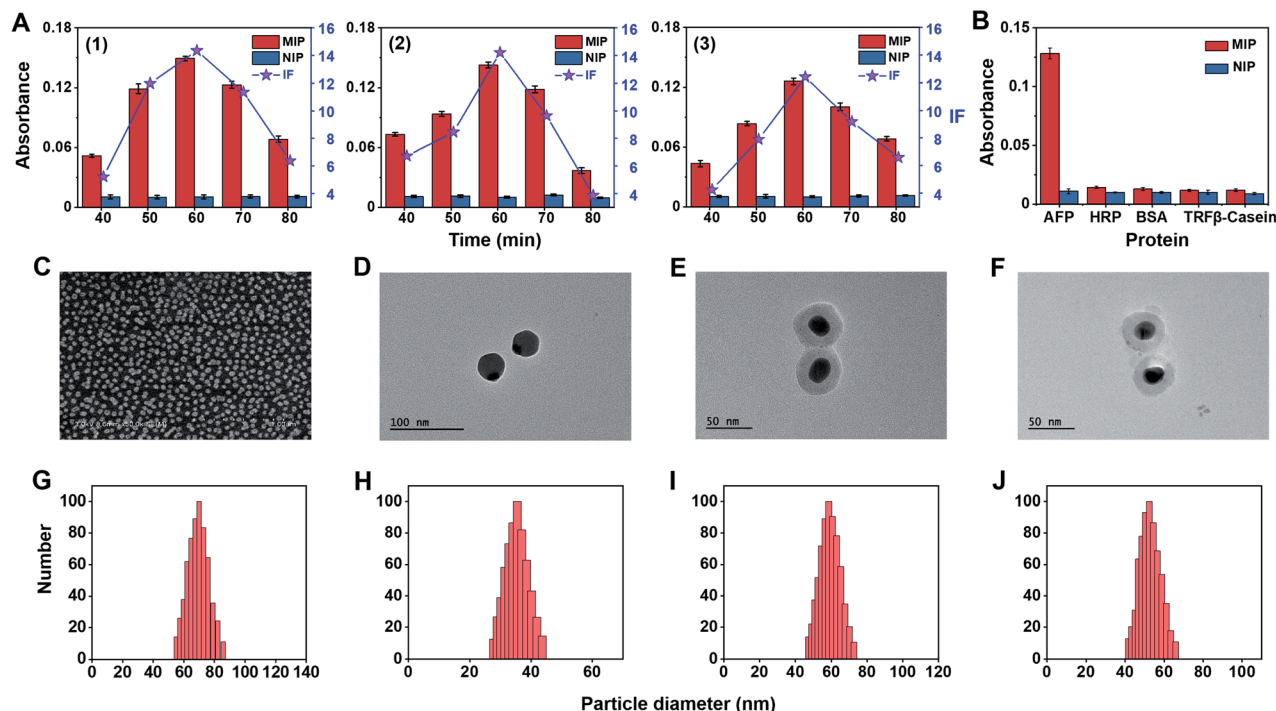 A
(1)
MIP
NIP
IF
0.18
0.12
0.06
0
16
14
12
10
8
6
4
40 50 60 70 80
Absorbance
(2)
MIP
NIP
IF
0.18
0.12
0.06
0
16
14
12
10
8
6
4
40 50 60 70 80
Time (min)
(3)
MIP
NIP
IF
0.18
0.12
0.06
0
16
14
12
10
8
6
4
40 50 60 70 80
IF
B
MIP
NIP
0.15
0.1
0.05
0
Absorbance
AFP HRP BSA TRF β-Casein
Protein
C
D
100 nm
E
50 nm
F
50 nm
G
100
80
60
40
20
0
0 20 40 60 80 100 120 140
Number
H
100
80
60
40
20
0
0 20 40 60
I
100
80
60
40
20
0
0 20 40 60 80 100 120
J
100
80
60
40
20
0
0 20 40 60 80 100
Particle diameter (nm)